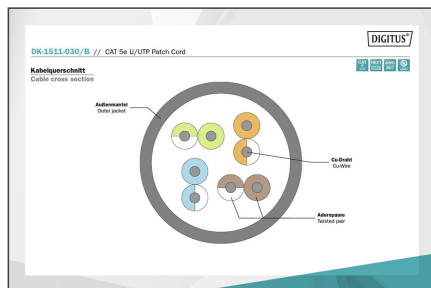 DIGITUS®
DK-1511-030/B // CAT 5e U/UTP Patch Cord
Kabelquerschnitt
Cable cross section
Außenmantel
Outer jacket
Cu-Draht
Cu-Wire
Adernpaare
Twisted pair